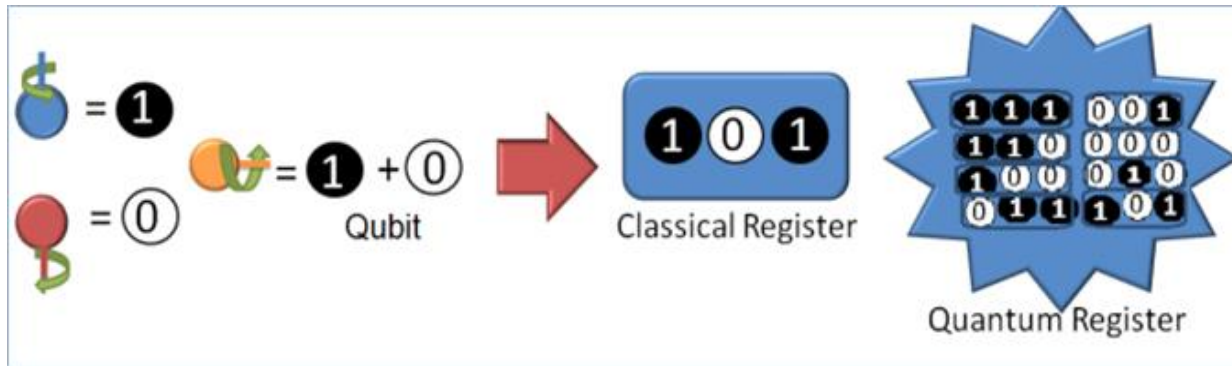 = 1
= 0
= 1 + 0
Qubit
1 0 1
Classical Register
1 1 1 0 0 1
1 1 0 0 0 0
1 0 0 0 1 0
0 1 1 1 0 1
Quantum Register